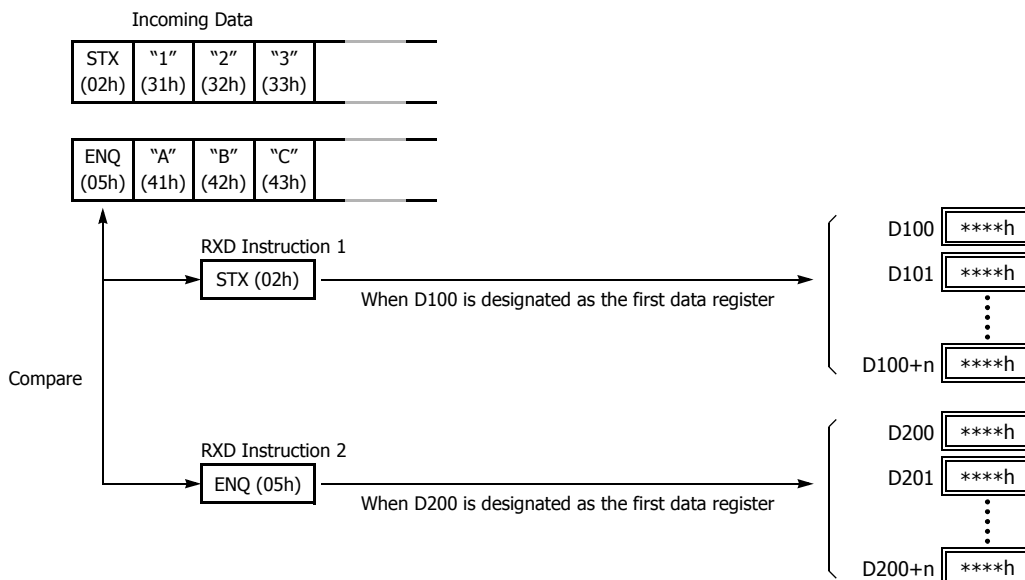 Incoming Data
STX “1” “2” “3”
(02h) (31h) (32h) (33h)
ENQ “A” “B” “C”
(05h) (41h) (42h) (43h)
RXD Instruction 1
STX (02h)
When D100 is designated as the first data register
D100 ****h
D101 ****h
D100+n ****h
Compare
RXD Instruction 2
ENQ (05h)
When D200 is designated as the first data register
D200 ****h
D201 ****h
D200+n ****h